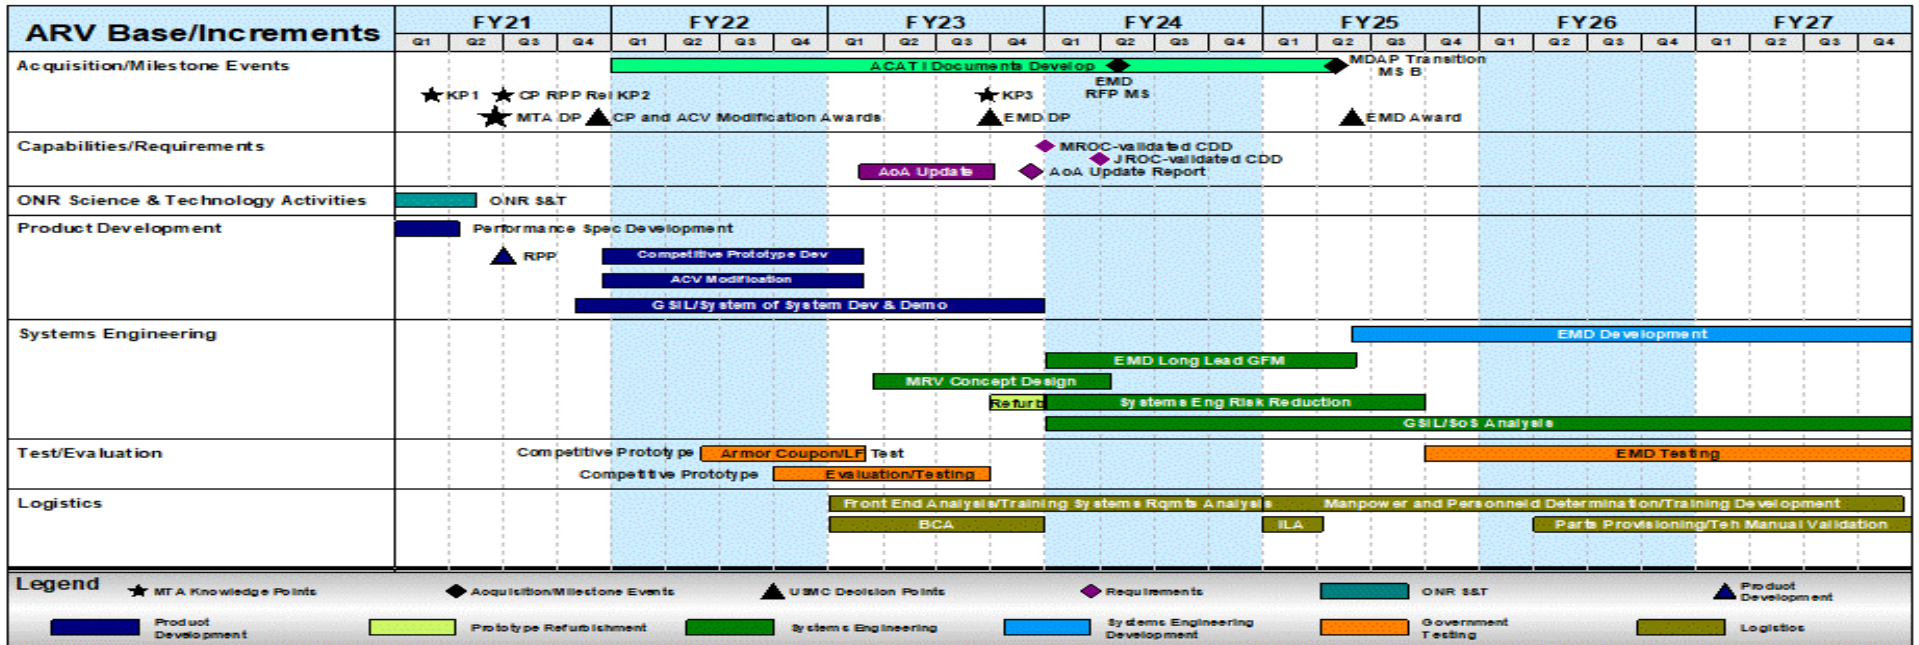 ARV Base/Increments
FY21 FY22 FY23 FY24 FY25 FY26 FY27
Q1 Q2 Q3 Q4 Q1 Q2 Q3 Q4 Q1 Q2 Q3 Q4 Q1 Q2 Q3 Q4 Q1 Q2 Q3 Q4 Q1 Q2 Q3 Q4 Q1 Q2 Q3 Q4
Acquisition/Milestone Events
ACAT I Documents Develop
MDAP Transition
MS B
EMD
RFP MS
KP1
CP RPP Rel KP2
KP3
MTA DP
CP and ACV Modification Awards
EMD DP
EMD Award
Capabilities/Requirements
MROC-validated CDD
JROC-validated CDD
AoA Update
AoA Update Report
ONR Science & Technology Activities
ONR S&T
Product Development
Performance Spec Development
RPP
Competitive Prototype Dev
ACV Modification
GSIL/System of System Dev & Demo
Systems Engineering
EMD Development
EMD Long Lead GFM
MRV Concept Design
Refurb
Systems Eng Risk Reduction
GSIL/SoS Analysis
Test/Evaluation
Competitive Prototype Armor Coupon/LF Test
EMD Testing
Competitive Prototype Evaluation/Testing
Logistics
Front End Analysis/Training Systems Rqmts Analysis
Manpower and Personneld Determination/Training Development
BCA
ILA
Parts Provisioning/Teh Manual Validation
Legend
MTA Knowledge Points
Acquisition/Milestone Events
USMC Decision Points
Requirements
ONR S&T
Product
Development
Product
Development
Prototype Refurbishment
Systems Engineering
Systems Engineering
Development
Government
Testing
Logistics